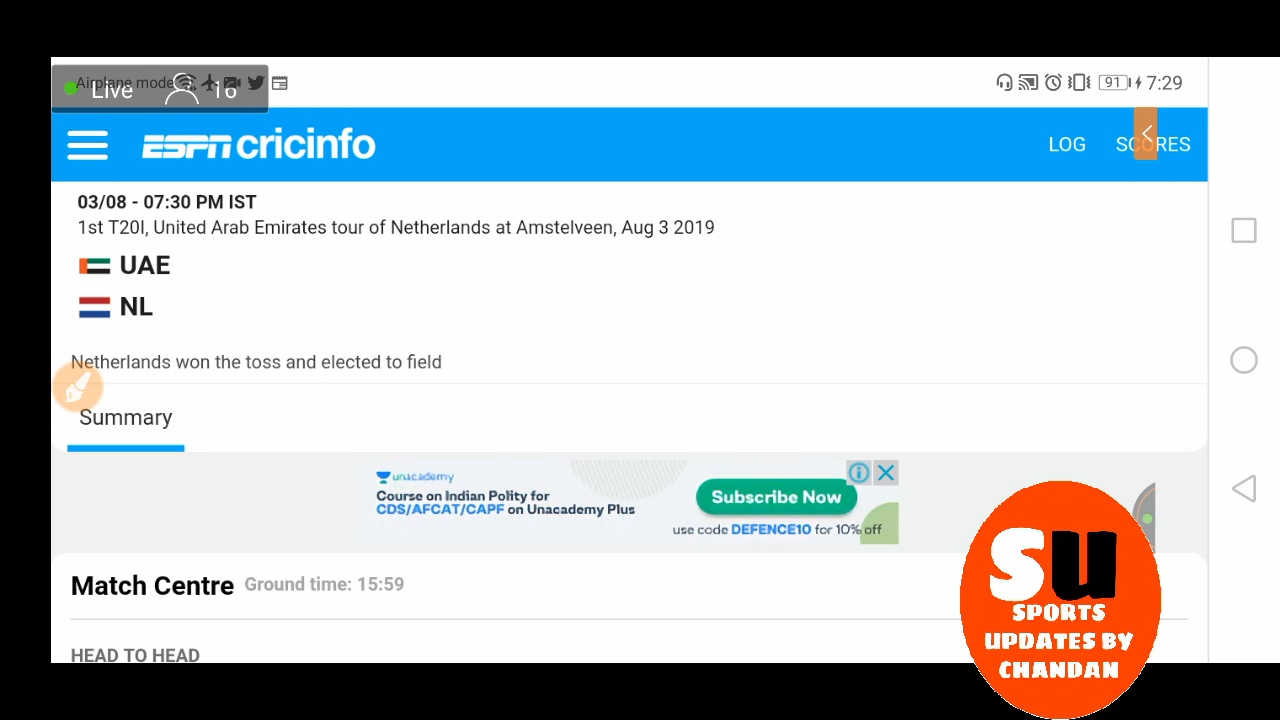 Airplane mode
Live 16
91 7:29
ESPN cricinfo
LOG SCORES
03/08 - 07:30 PM IST
1st T20I, United Arab Emirates tour of Netherlands at Amstelveen, Aug 3 2019
UAE
NL
Netherlands won the toss and elected to field
Summary
unacademy
Course on Indian Polity for
CDS/AFCAT/CAPF on Unacademy Plus
Subscribe Now
use code DEFENCE10 for 10% off
Match Centre Ground time: 15:59
HEAD TO HEAD
SU
SPORTS
UPDATES BY
CHANDAN